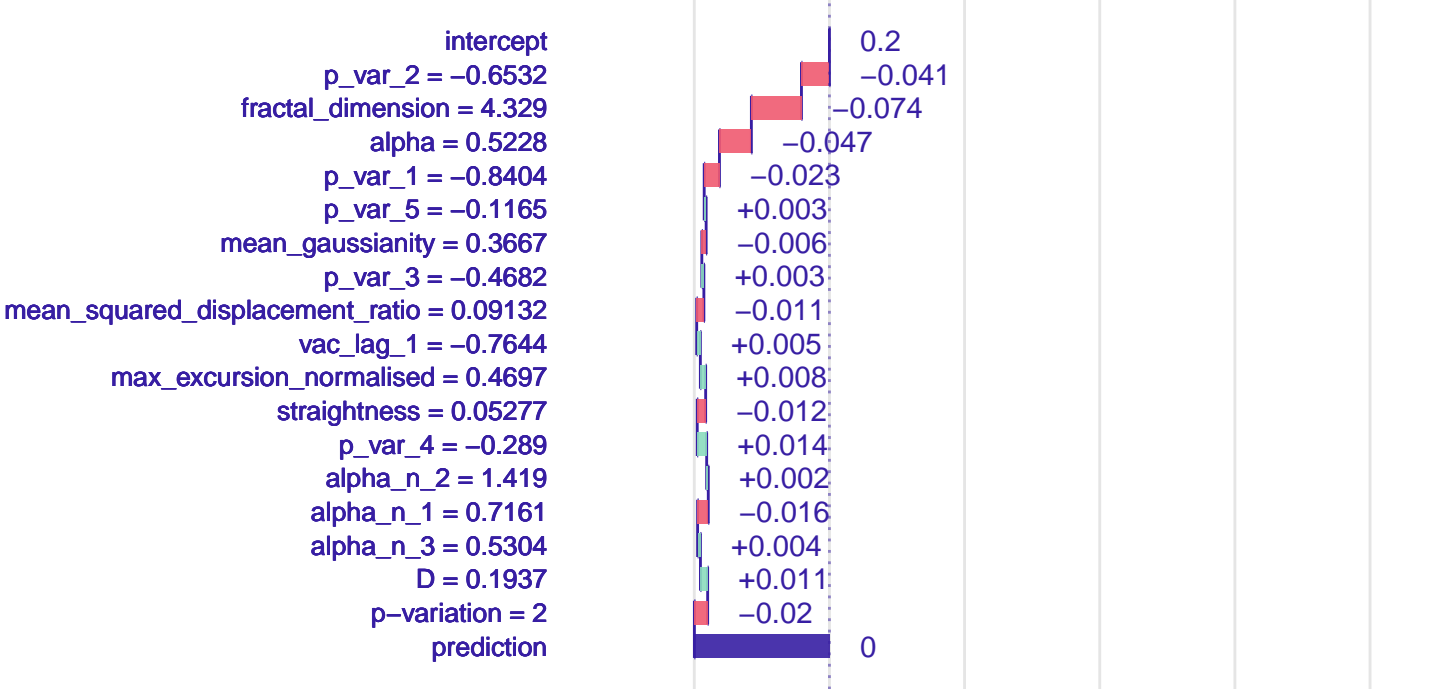 intercept 0.2
p_var_2 = −0.6532 −0.041
fractal_dimension = 4.329 −0.074
alpha = 0.5228 −0.047
p_var_1 = −0.8404 −0.023
p_var_5 = −0.1165 +0.003
mean_gaussianity = 0.3667 −0.006
p_var_3 = −0.4682 +0.003
mean_squared_displacement_ratio = 0.09132 −0.011
vac_lag_1 = −0.7644 +0.005
max_excursion_normalised = 0.4697 +0.008
straightness = 0.05277 −0.012
p_var_4 = −0.289 +0.014
alpha_n_2 = 1.419 +0.002
alpha_n_1 = 0.7161 −0.016
alpha_n_3 = 0.5304 +0.004
D = 0.1937 +0.011
p−variation = 2 −0.02
prediction 0